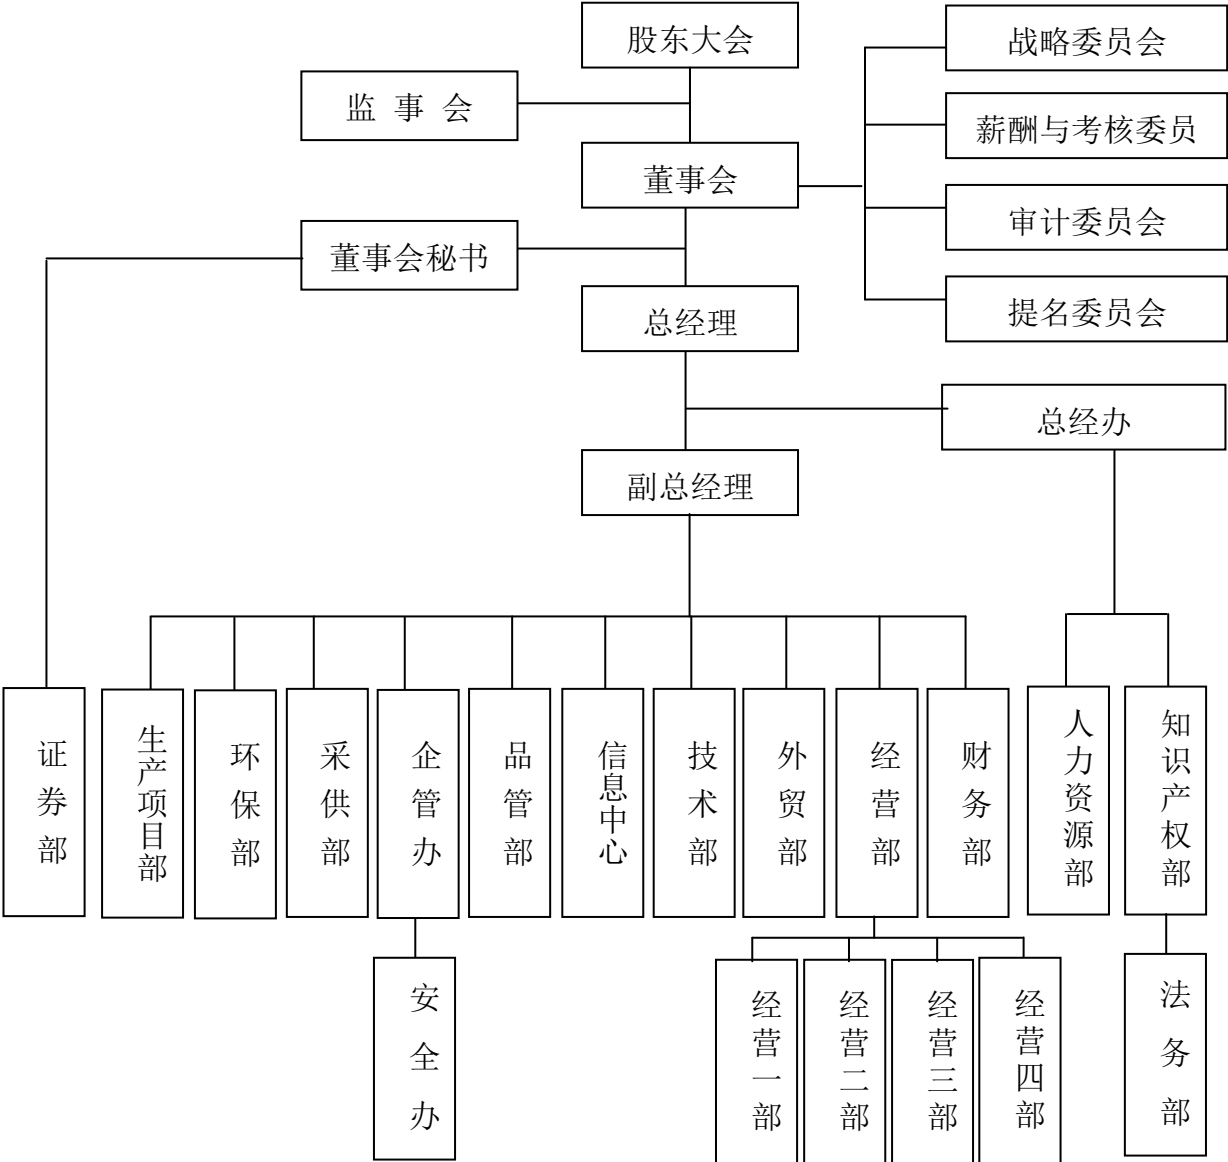 股东大会
战略委员会
监 事 会
薪酬与考核委员
董事会
审计委员会
董事会秘书
提名委员会
总经理
总经办
副总经理
证券部
生产项目部
环保部
采供部
企管办
品管部
信息中心
技术部
外贸部
经营部
财务部
人力资源部
知识产权部
安全办
经营一部
经营二部
经营三部
经营四部
法务部